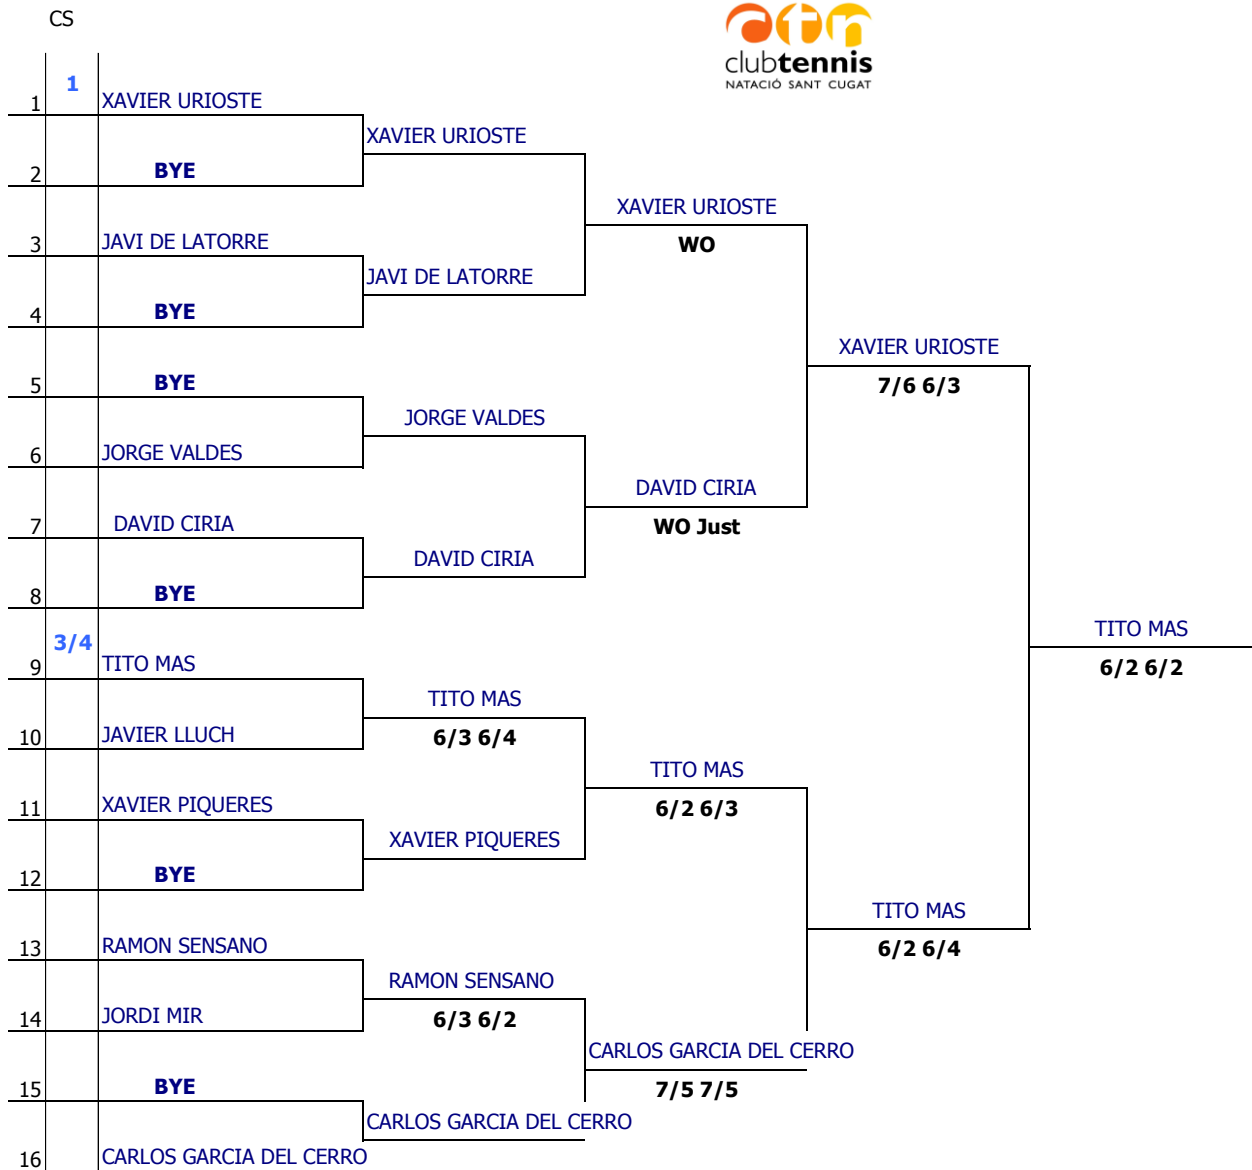 CS
clubtennis
NATACIÓ SANT CUGAT
1
1 XAVIER URIOSTE
XAVIER URIOSTE
2 BYE
XAVIER URIOSTE
WO
3 JAVI DE LATORRE
JAVI DE LATORRE
4 BYE
XAVIER URIOSTE
7/6 6/3
5 BYE
JORGE VALDES
6 JORGE VALDES
DAVID CIRIA
WO Just
7 DAVID CIRIA
DAVID CIRIA
8 BYE
TITO MAS
6/2 6/2
3/4
9 TITO MAS
TITO MAS
6/3 6/4
10 JAVIER LLUCH
TITO MAS
6/2 6/3
11 XAVIER PIQUERES
XAVIER PIQUERES
12 BYE
TITO MAS
6/2 6/4
13 RAMON SENSANO
RAMON SENSANO
6/3 6/2
14 JORDI MIR
CARLOS GARCIA DEL CERRO
7/5 7/5
15 BYE
CARLOS GARCIA DEL CERRO
16 CARLOS GARCIA DEL CERRO